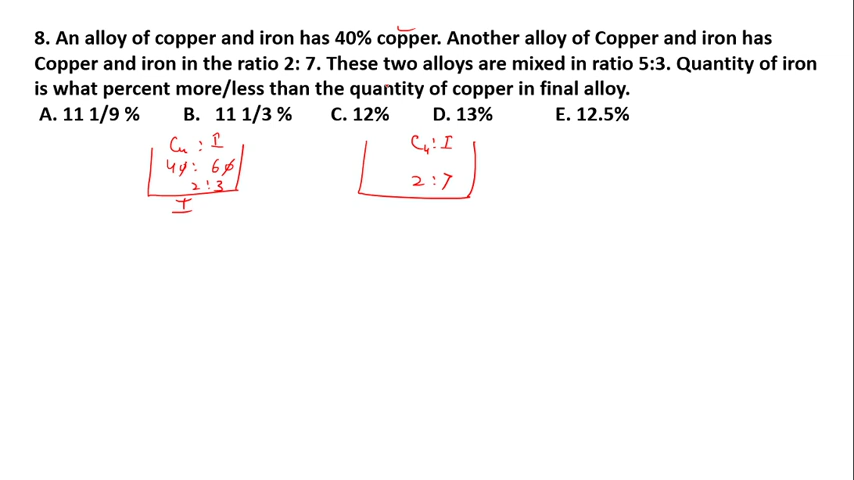 8. An alloy of copper and iron has 40% copper. Another alloy of Copper and iron has
Copper and iron in the ratio 2: 7. These two alloys are mixed in ratio 5:3. Quantity of iron
is what percent more/less than the quantity of copper in final alloy.
A. 11 1/9 % B. 11 1/3 % C. 12% D. 13% E. 12.5%
Cu : I Cu : I
40 : 60
2 : 7
2 : 3
I